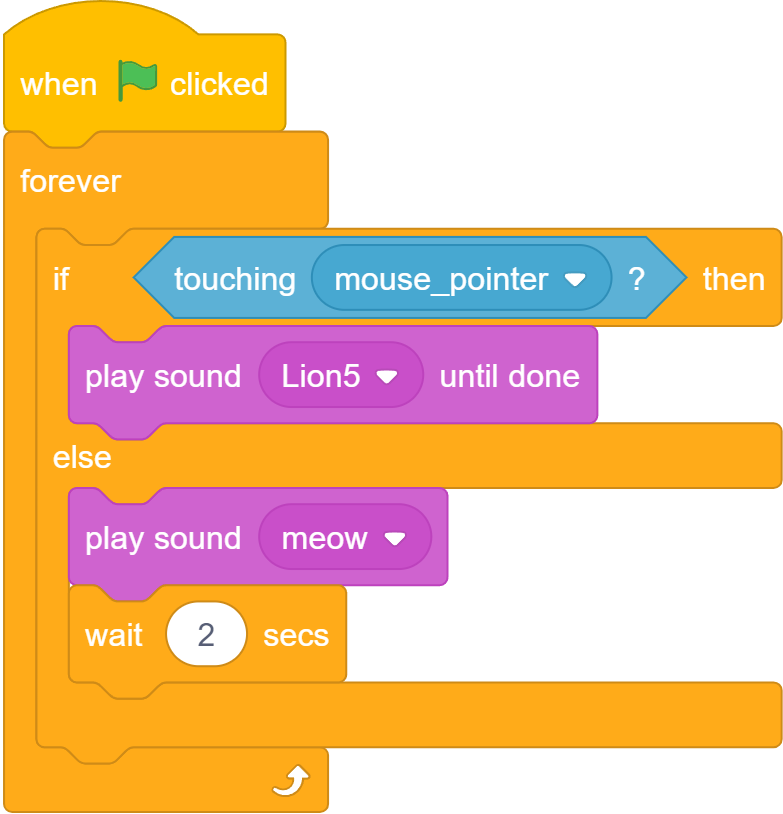 when clicked
forever
if touching mouse_pointer ? then
play sound Lion5 until done
else
play sound meow
wait 2 secs